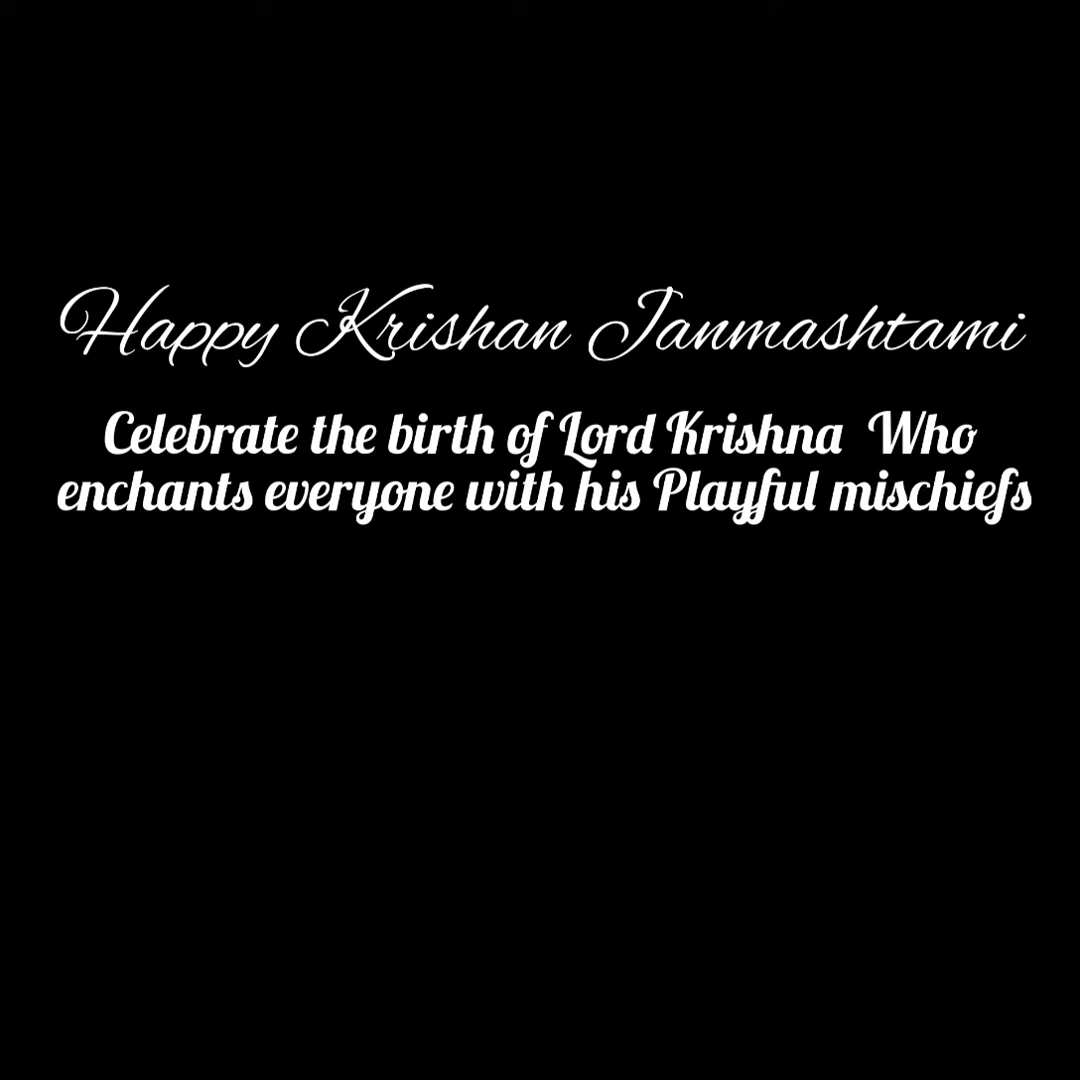 Happy Krishan Janmashtami
Celebrate the birth of Lord Krishna  Who
enchants everyone with his Playful mischiefs